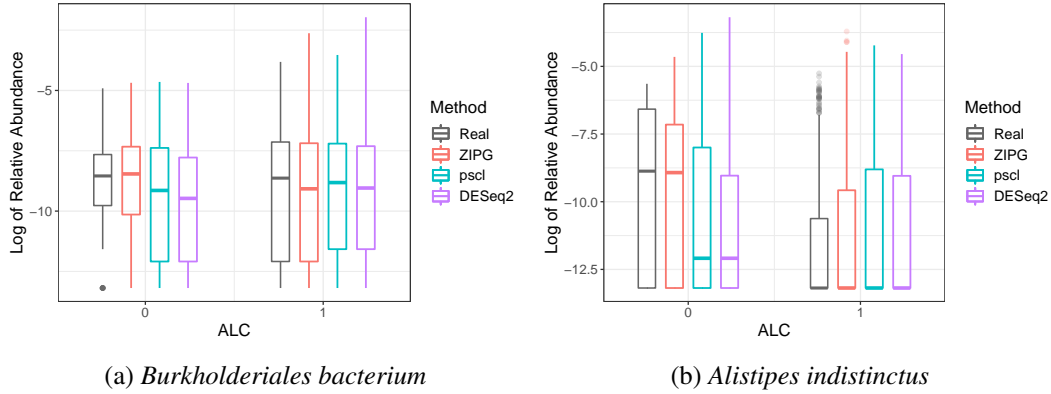 Log of Relative Abundance
−5
−10
0
1
ALC
Method
Real
ZIPG
pscl
DESeq2
(a) Burkholderiales bacterium
Log of Relative Abundance
−5.0
−7.5
−10.0
−12.5
0
1
ALC
Method
Real
ZIPG
pscl
DESeq2
(b) Alistipes indistinctus